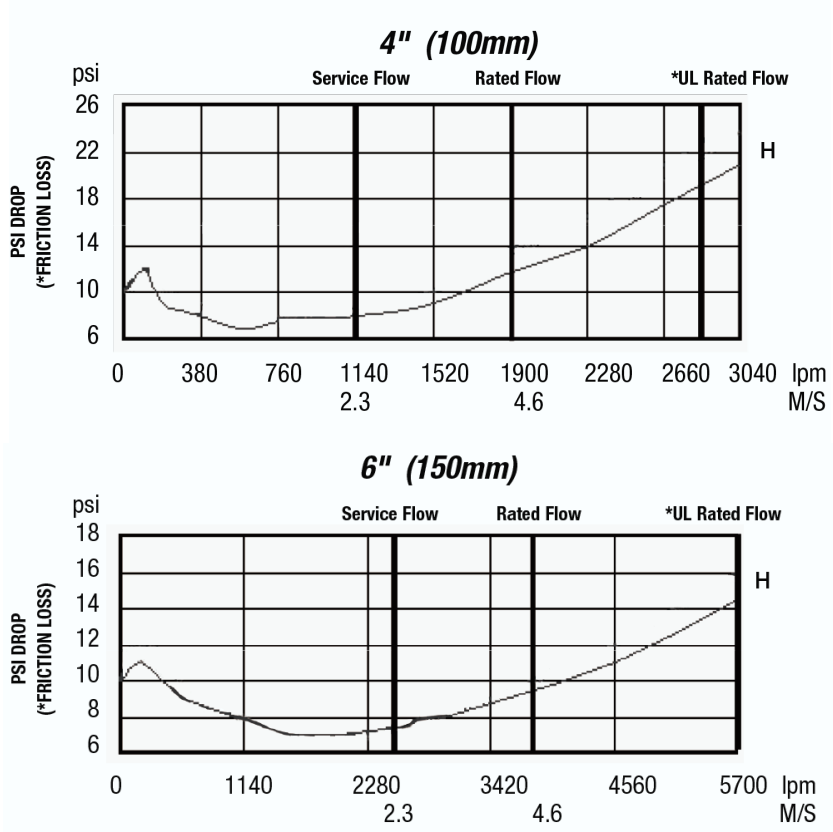 4" (100mm)
psi
Service Flow Rated Flow *UL Rated Flow
26
22
18
14
10
6
PSI DROP
(*FRICTION LOSS)
H
0 380 760 1140 1520 1900 2280 2660 3040 lpm
2.3 4.6 M/S
6" (150mm)
psi
Service Flow Rated Flow *UL Rated Flow
18
16
14
12
10
8
6
PSI DROP
(*FRICTION LOSS)
H
0 1140 2280 3420 4560 5700 lpm
2.3 4.6 M/S